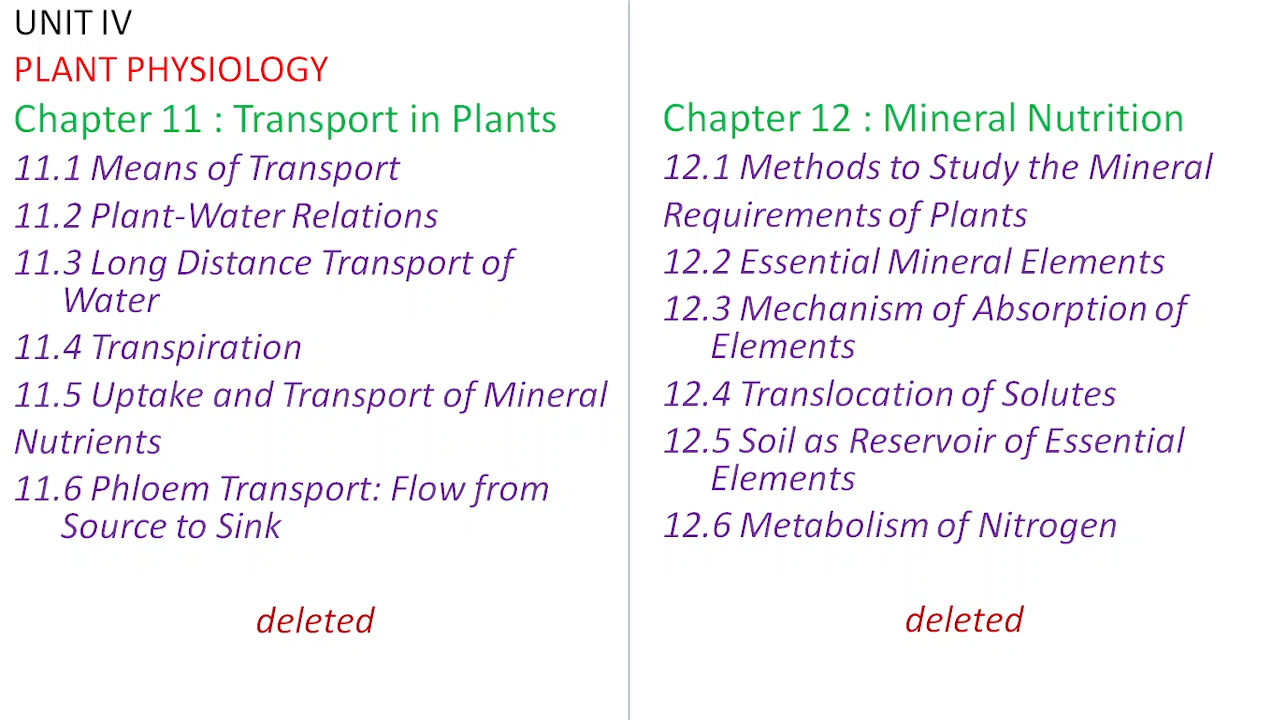 UNIT IV
PLANT PHYSIOLOGY
Chapter 11 : Transport in Plants
11.1 Means of Transport
11.2 Plant-Water Relations
11.3 Long Distance Transport of
Water
11.4 Transpiration
11.5 Uptake and Transport of Mineral
Nutrients
11.6 Phloem Transport: Flow from
Source to Sink
deleted
Chapter 12 : Mineral Nutrition
12.1 Methods to Study the Mineral
Requirements of Plants
12.2 Essential Mineral Elements
12.3 Mechanism of Absorption of
Elements
12.4 Translocation of Solutes
12.5 Soil as Reservoir of Essential
Elements
12.6 Metabolism of Nitrogen
deleted